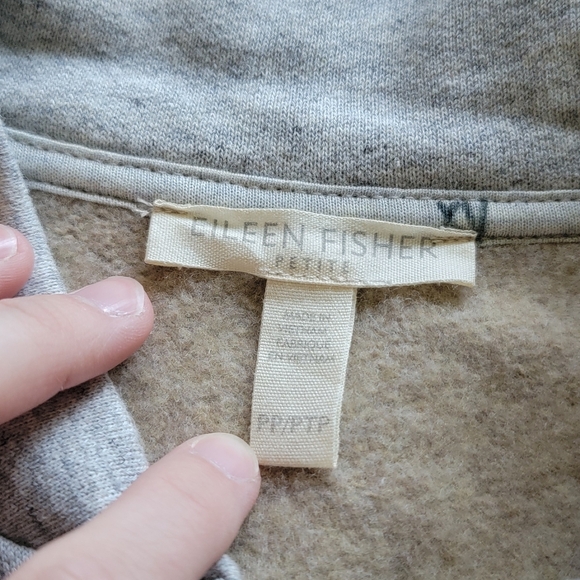 EILEEN FISHER
PETITE
MADE IN
VIETNAM
FABRIQUE
EN VIETNAM
PP/PTP